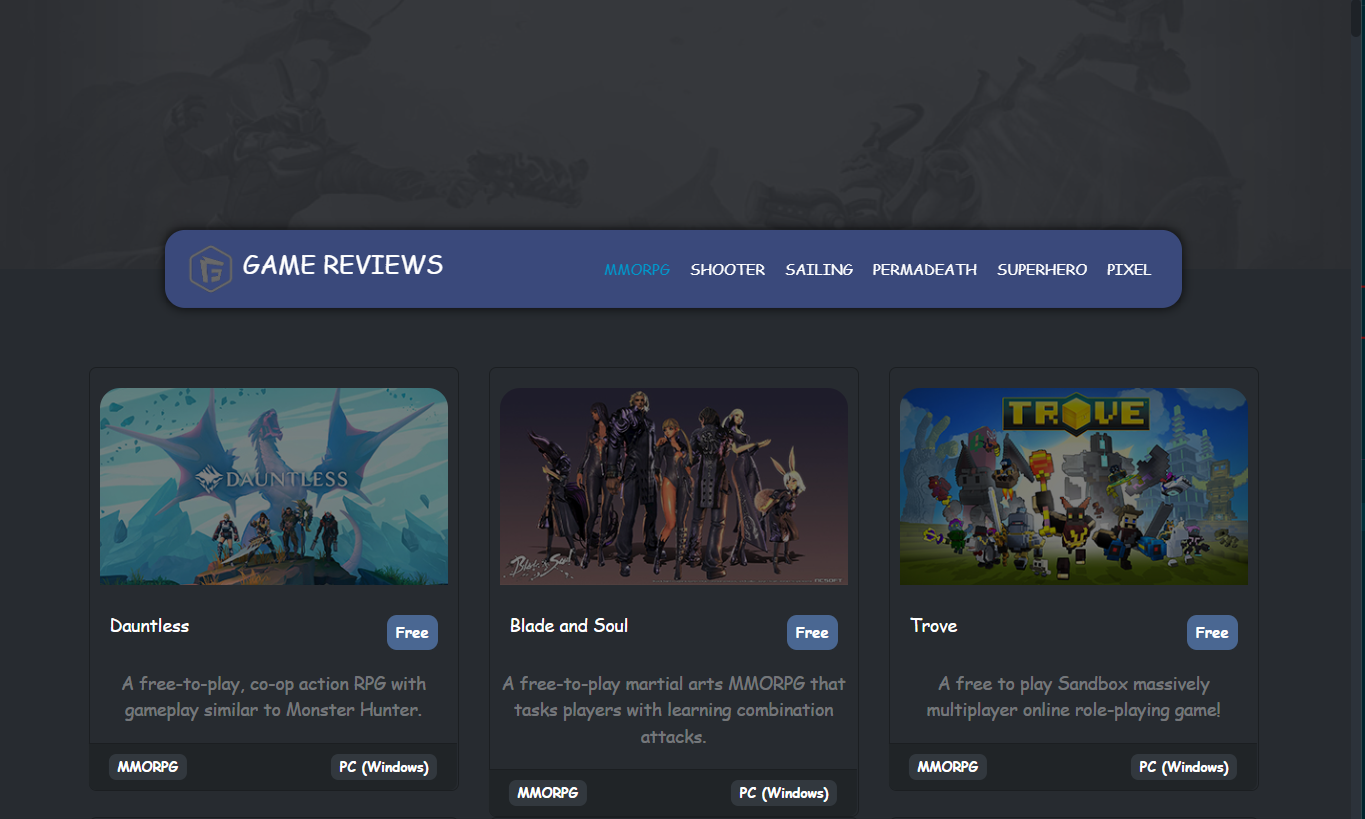 GAME REVIEWS
MMORPG SHOOTER SAILING PERMADEATH SUPERHERO PIXEL
DAUNTLESS
Blade & Soul
NCSOFT
TROVE
Dauntless
Free
A free-to-play, co-op action RPG with
gameplay similar to Monster Hunter.
MMORPG
PC (Windows)
Blade and Soul
Free
A free-to-play martial arts MMORPG that
tasks players with learning combination
attacks.
MMORPG
PC (Windows)
Trove
Free
A free to play Sandbox massively
multiplayer online role-playing game!
MMORPG
PC (Windows)